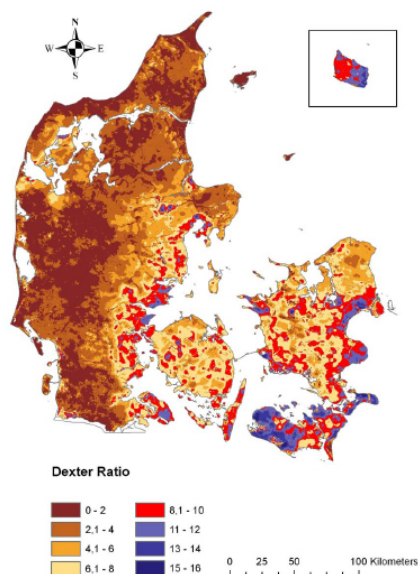 N
W E
S
Dexter Ratio
0 - 2 8,1 - 10
2,1 - 4 11 - 12
4,1 - 6 13 - 14
6,1 - 8 15 - 16
0 25 50 100 Kilometers